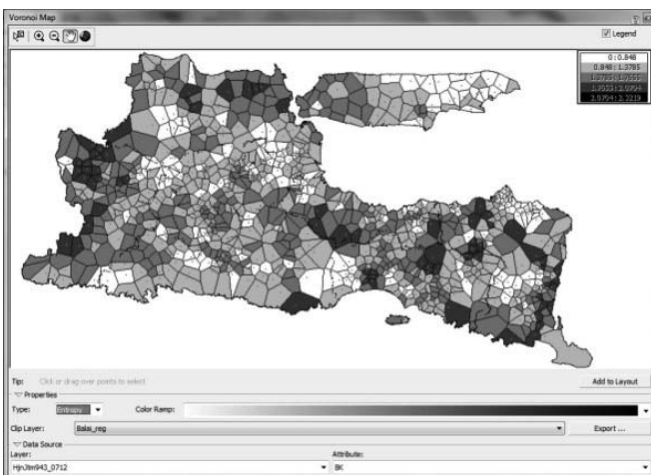 Voronoi Map
Legend
0 : 0.848
0.848 : 1.3785
Tip: Click or drag over points to select
Add to Layout
Properties
Type: Entropy Color Ramp:
Clip Layer: Balai_reg Export ...
Data Source
Layer: Attribute:
HjnJtm943_0712 BK